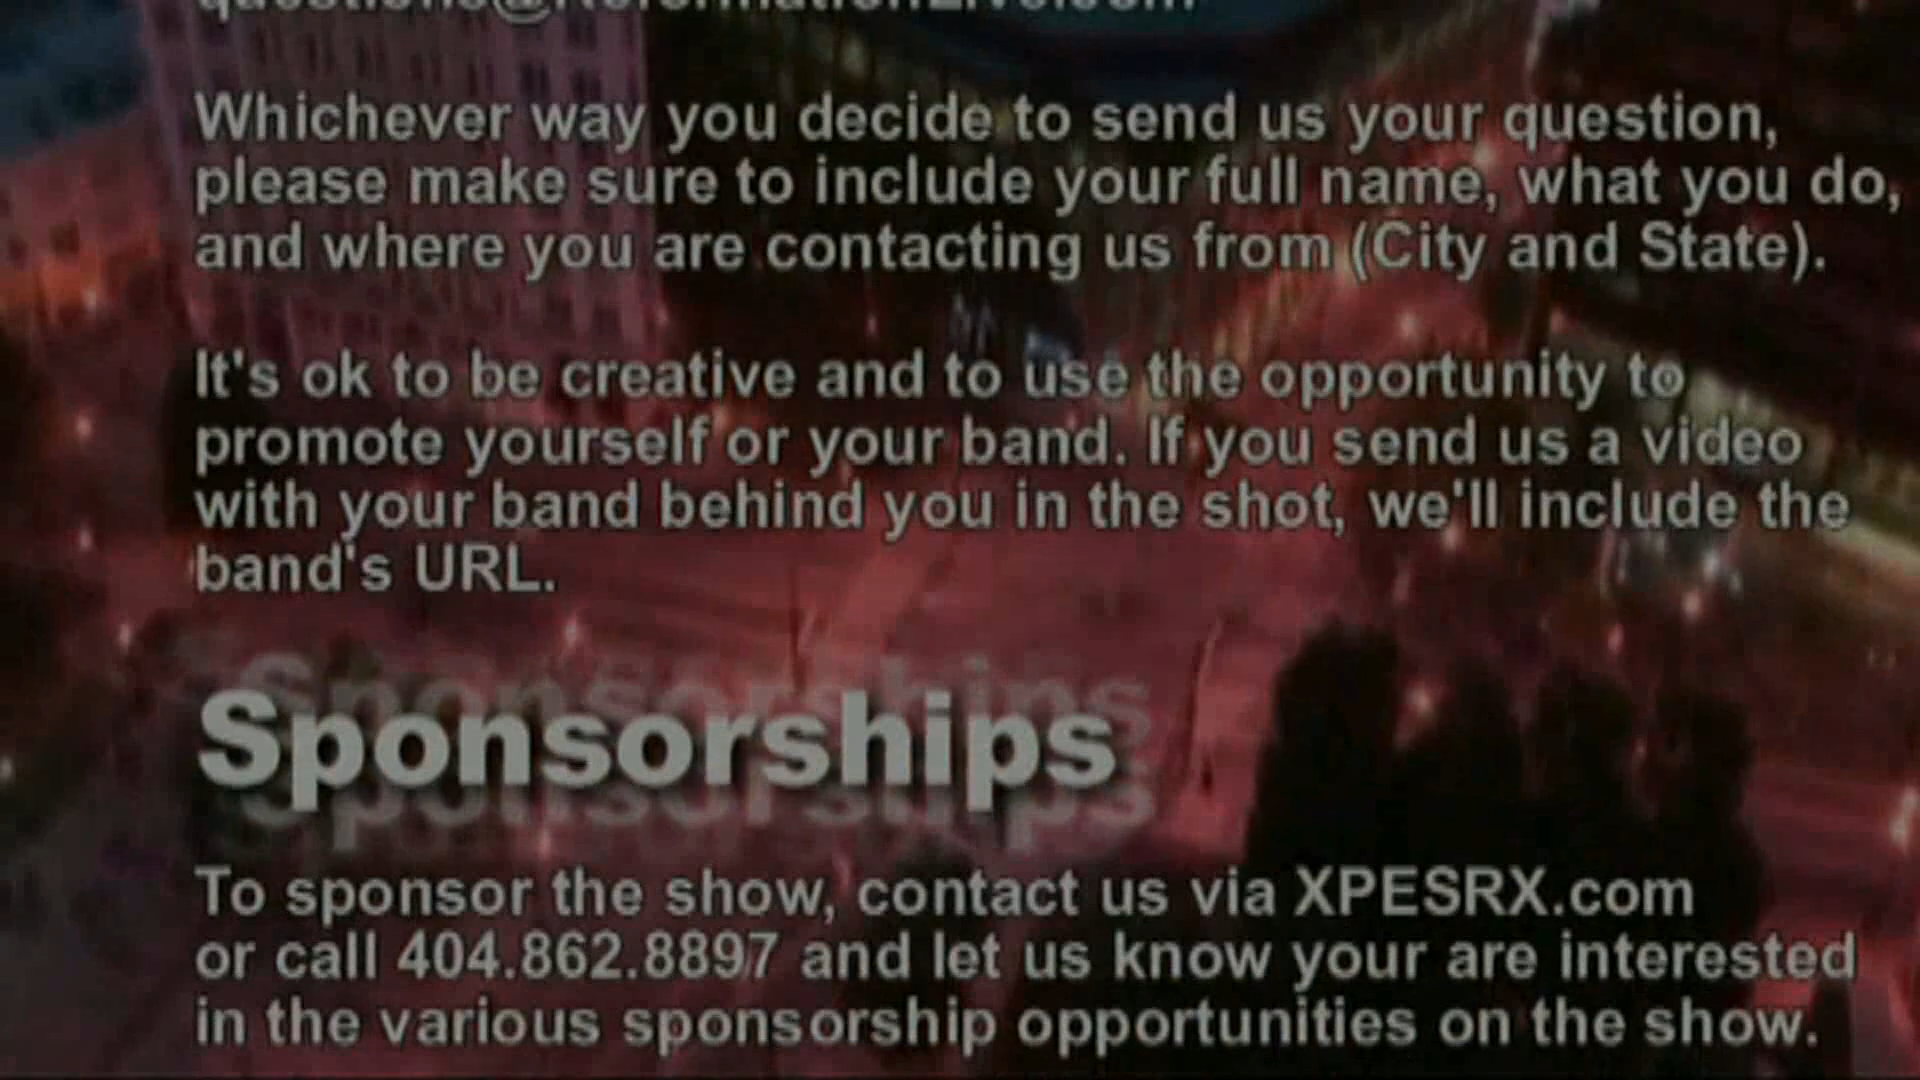 Whichever way you decide to send us your question,
please make sure to include your full name, what you do,
and where you are contacting us from (City and State).
It's ok to be creative and to use the opportunity to
promote yourself or your band. If you send us a video
with your band behind you in the shot, we'll include the
band's URL.
Sponsorships
To sponsor the show, contact us via XPESRX.com
or call 404.862.8897 and let us know your are interested
in the various sponsorship opportunities on the show.